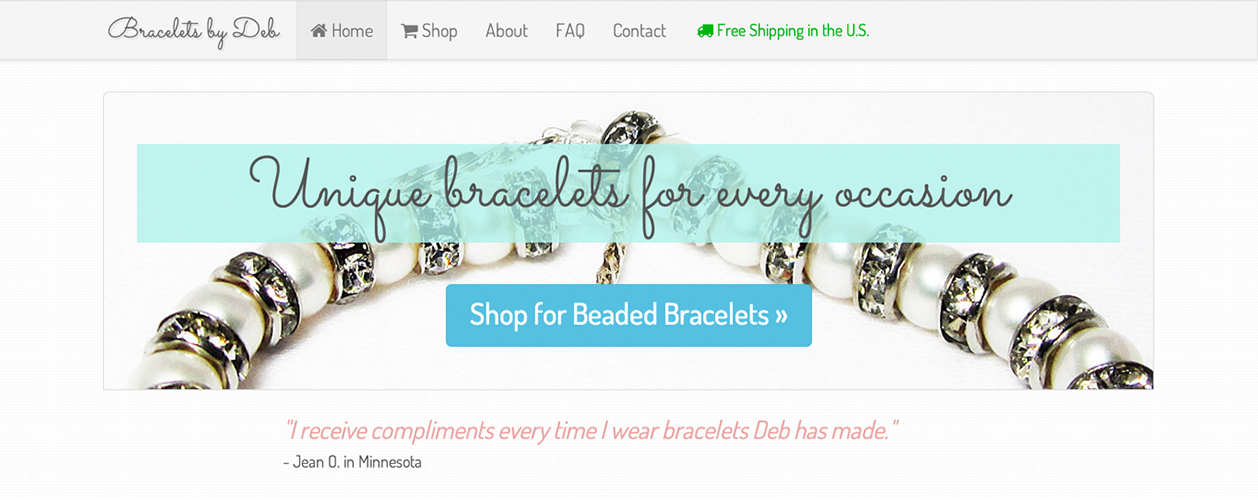 Bracelets by Deb Home Shop About FAQ Contact Free Shipping in the U.S.
Unique bracelets for every occasion
Shop for Beaded Bracelets »
"I receive compliments every time I wear bracelets Deb has made."
- Jean O. in Minnesota